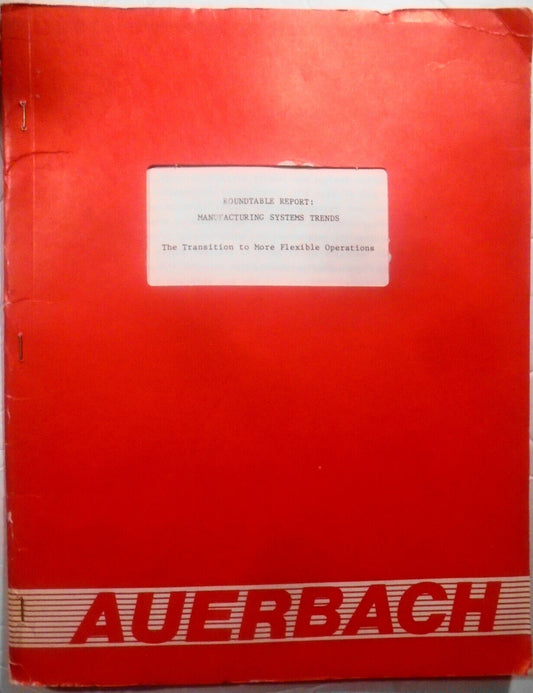 ROUNDTABLE REPORT:
MANUFACTURING SYSTEMS TRENDS
The Transition to More Flexible Operations
AUERBACH